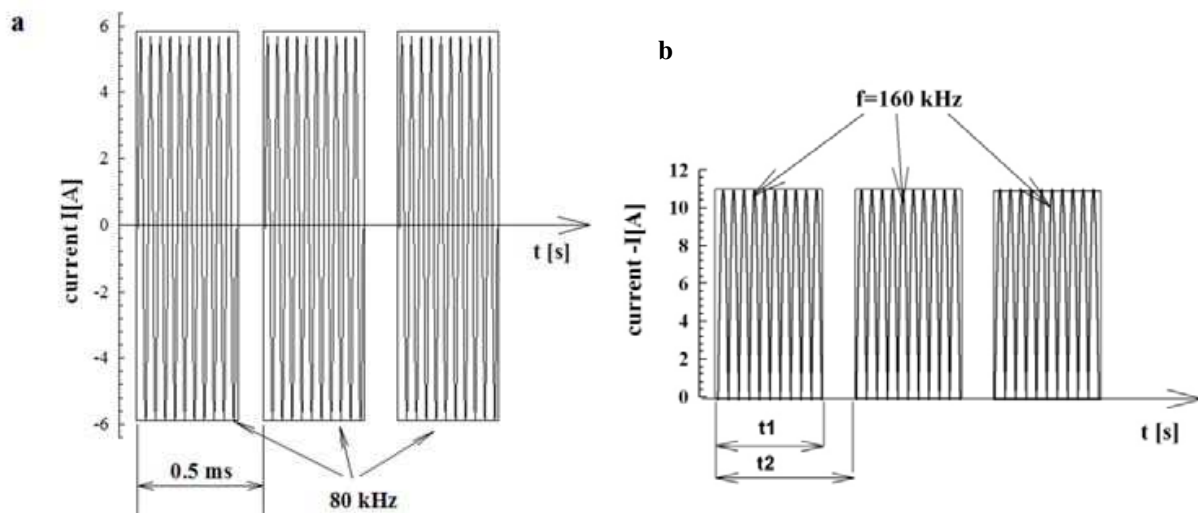 a
6
4
2
0
-2
-4
-6
current I[A]
t [s]
0.5 ms
80 kHz
b
f=160 kHz
12
10
8
6
4
2
0
current -I[A]
t [s]
t1
t2